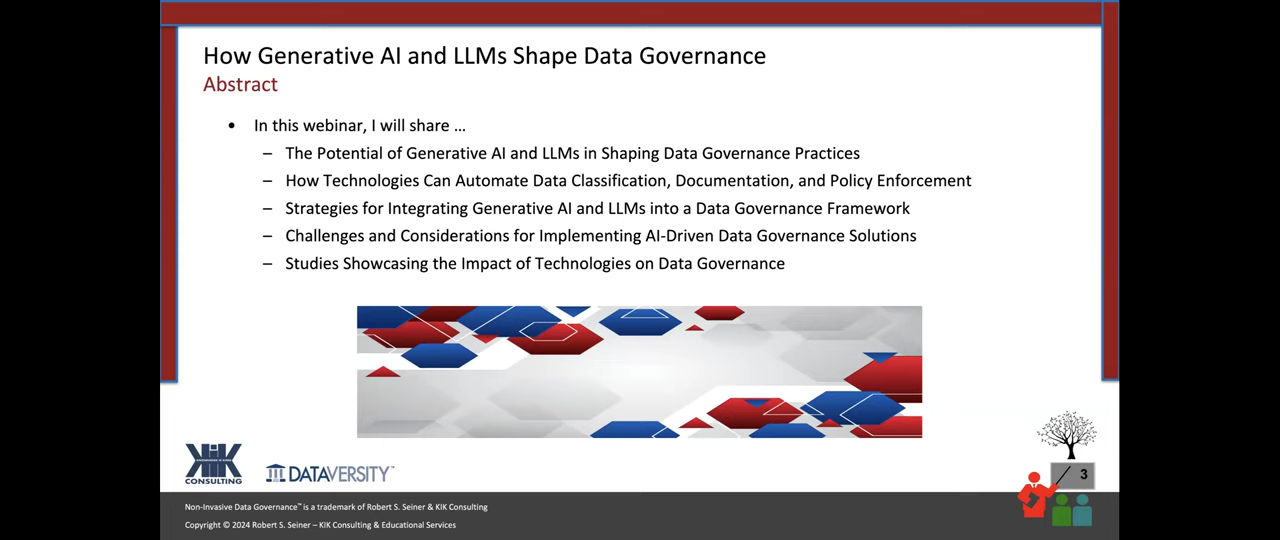 How Generative AI and LLMs Shape Data Governance
Abstract
• In this webinar, I will share …
– The Potential of Generative AI and LLMs in Shaping Data Governance Practices
– How Technologies Can Automate Data Classification, Documentation, and Policy Enforcement
– Strategies for Integrating Generative AI and LLMs into a Data Governance Framework
– Challenges and Considerations for Implementing AI-Driven Data Governance Solutions
– Studies Showcasing the Impact of Technologies on Data Governance
KIK
CONSULTING
DATAVERSITY™
3
Non-Invasive Data Governance™ is a trademark of Robert S. Seiner & KIK Consulting
Copyright © 2024 Robert S. Seiner – KIK Consulting & Educational Services